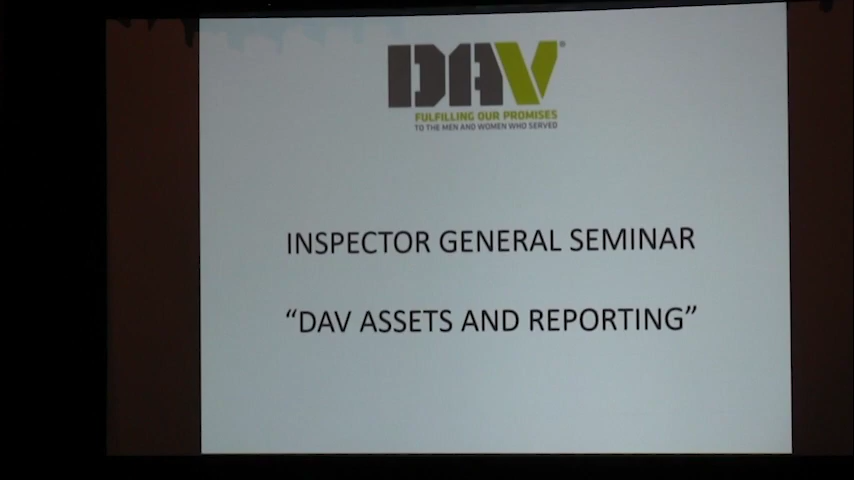 DAV®
FULFILLING OUR PROMISES
TO THE MEN AND WOMEN WHO SERVED
INSPECTOR GENERAL SEMINAR
“DAV ASSETS AND REPORTING”